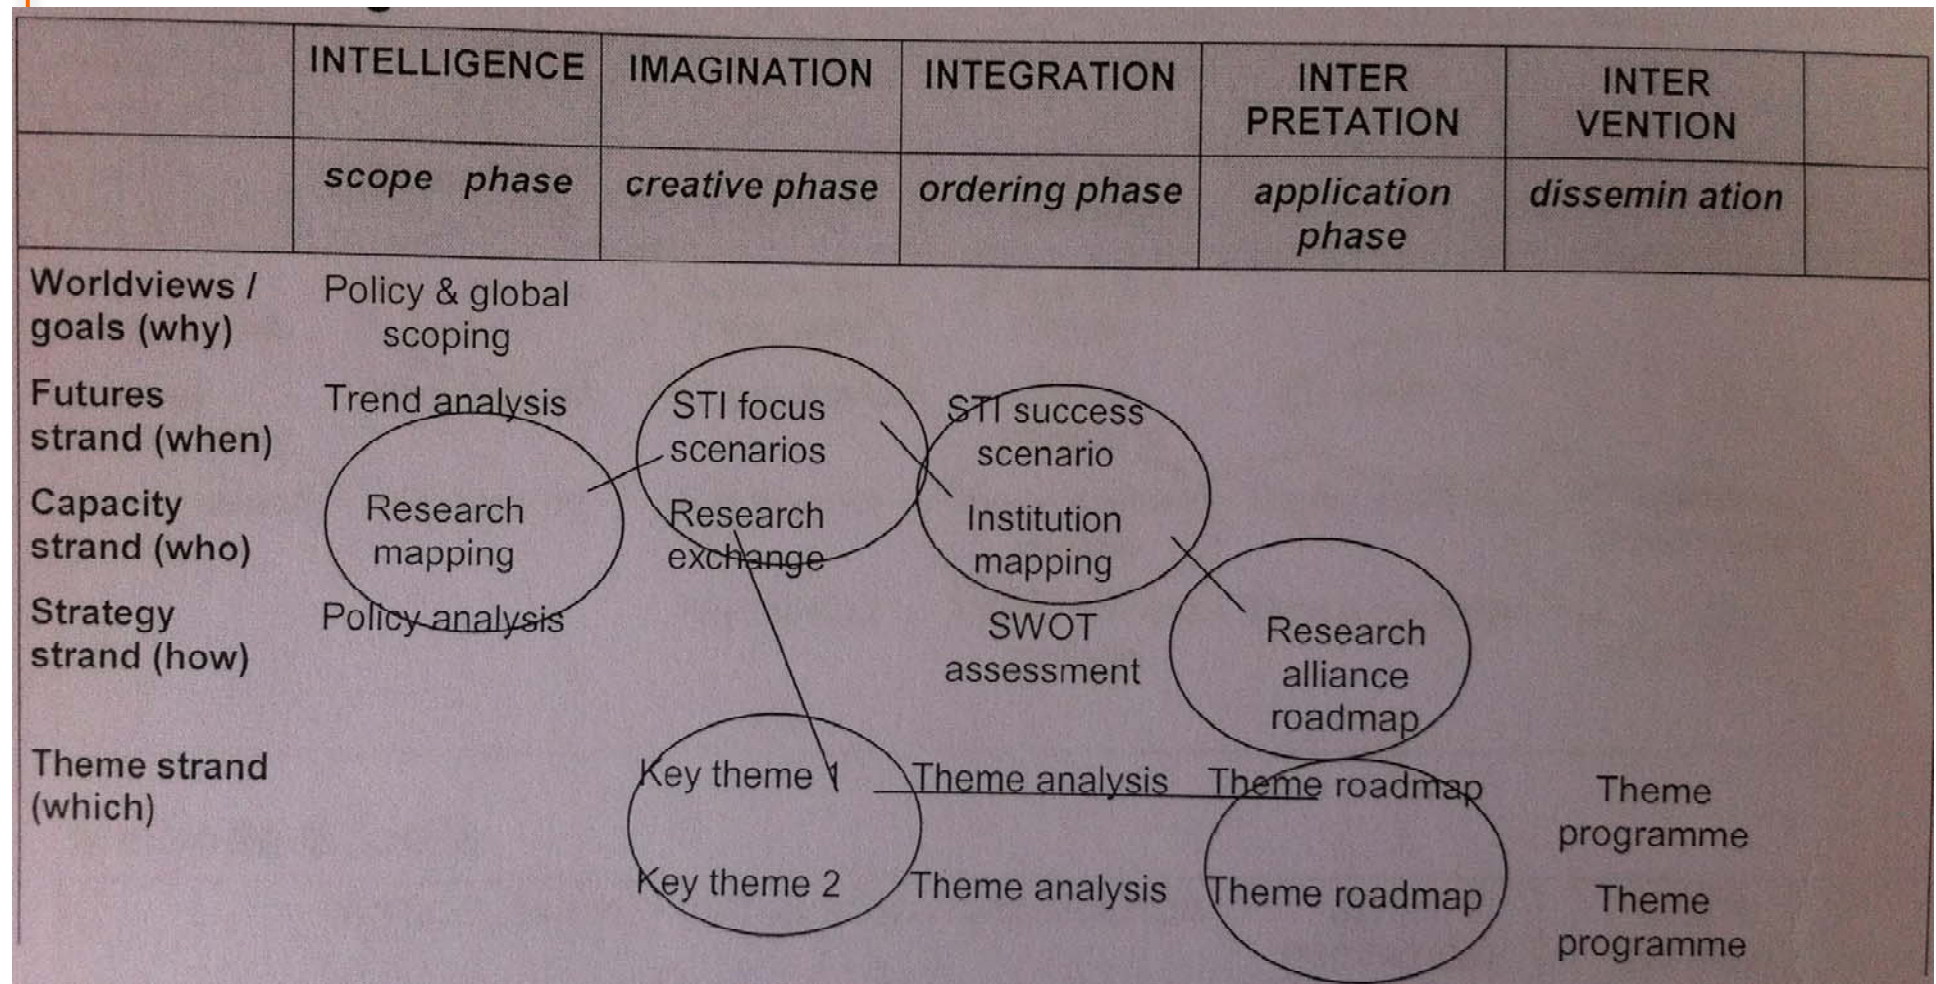 INTELLIGENCE
IMAGINATION
INTEGRATION
INTER
PRETATION
INTER
VENTION
scope phase
creative phase
ordering phase
application
phase
dissemin ation
Worldviews /
goals (why)
Policy & global
scoping
Futures
strand (when)
Trend analysis
STI focus
scenarios
STI success
scenario
Capacity
strand (who)
Research
mapping
Research
exchange
Institution
mapping
Strategy
strand (how)
Policy analysis
SWOT
assessment
Research
alliance
roadmap
Theme strand
(which)
Key theme 1
Theme analysis
Theme roadmap
Theme
programme
Key theme 2
Theme analysis
Theme roadmap
Theme
programme